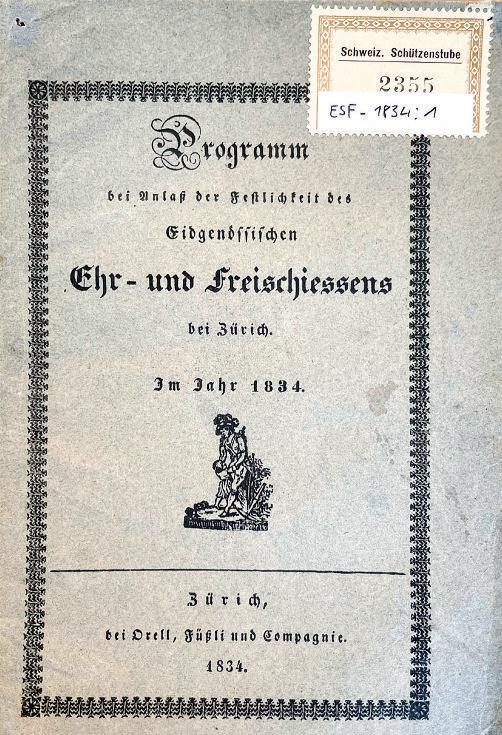 Schweiz. Schützenstube
2355
ESF - 1834:1
Programm
bei Anlaß der Festlichkeit des
Eidgenössischen
Ehr- und Freischiessens
bei Zürich.
Im Jahr 1834.
Zürich,
bei Orell, Füßli und Compagnie.
1834.